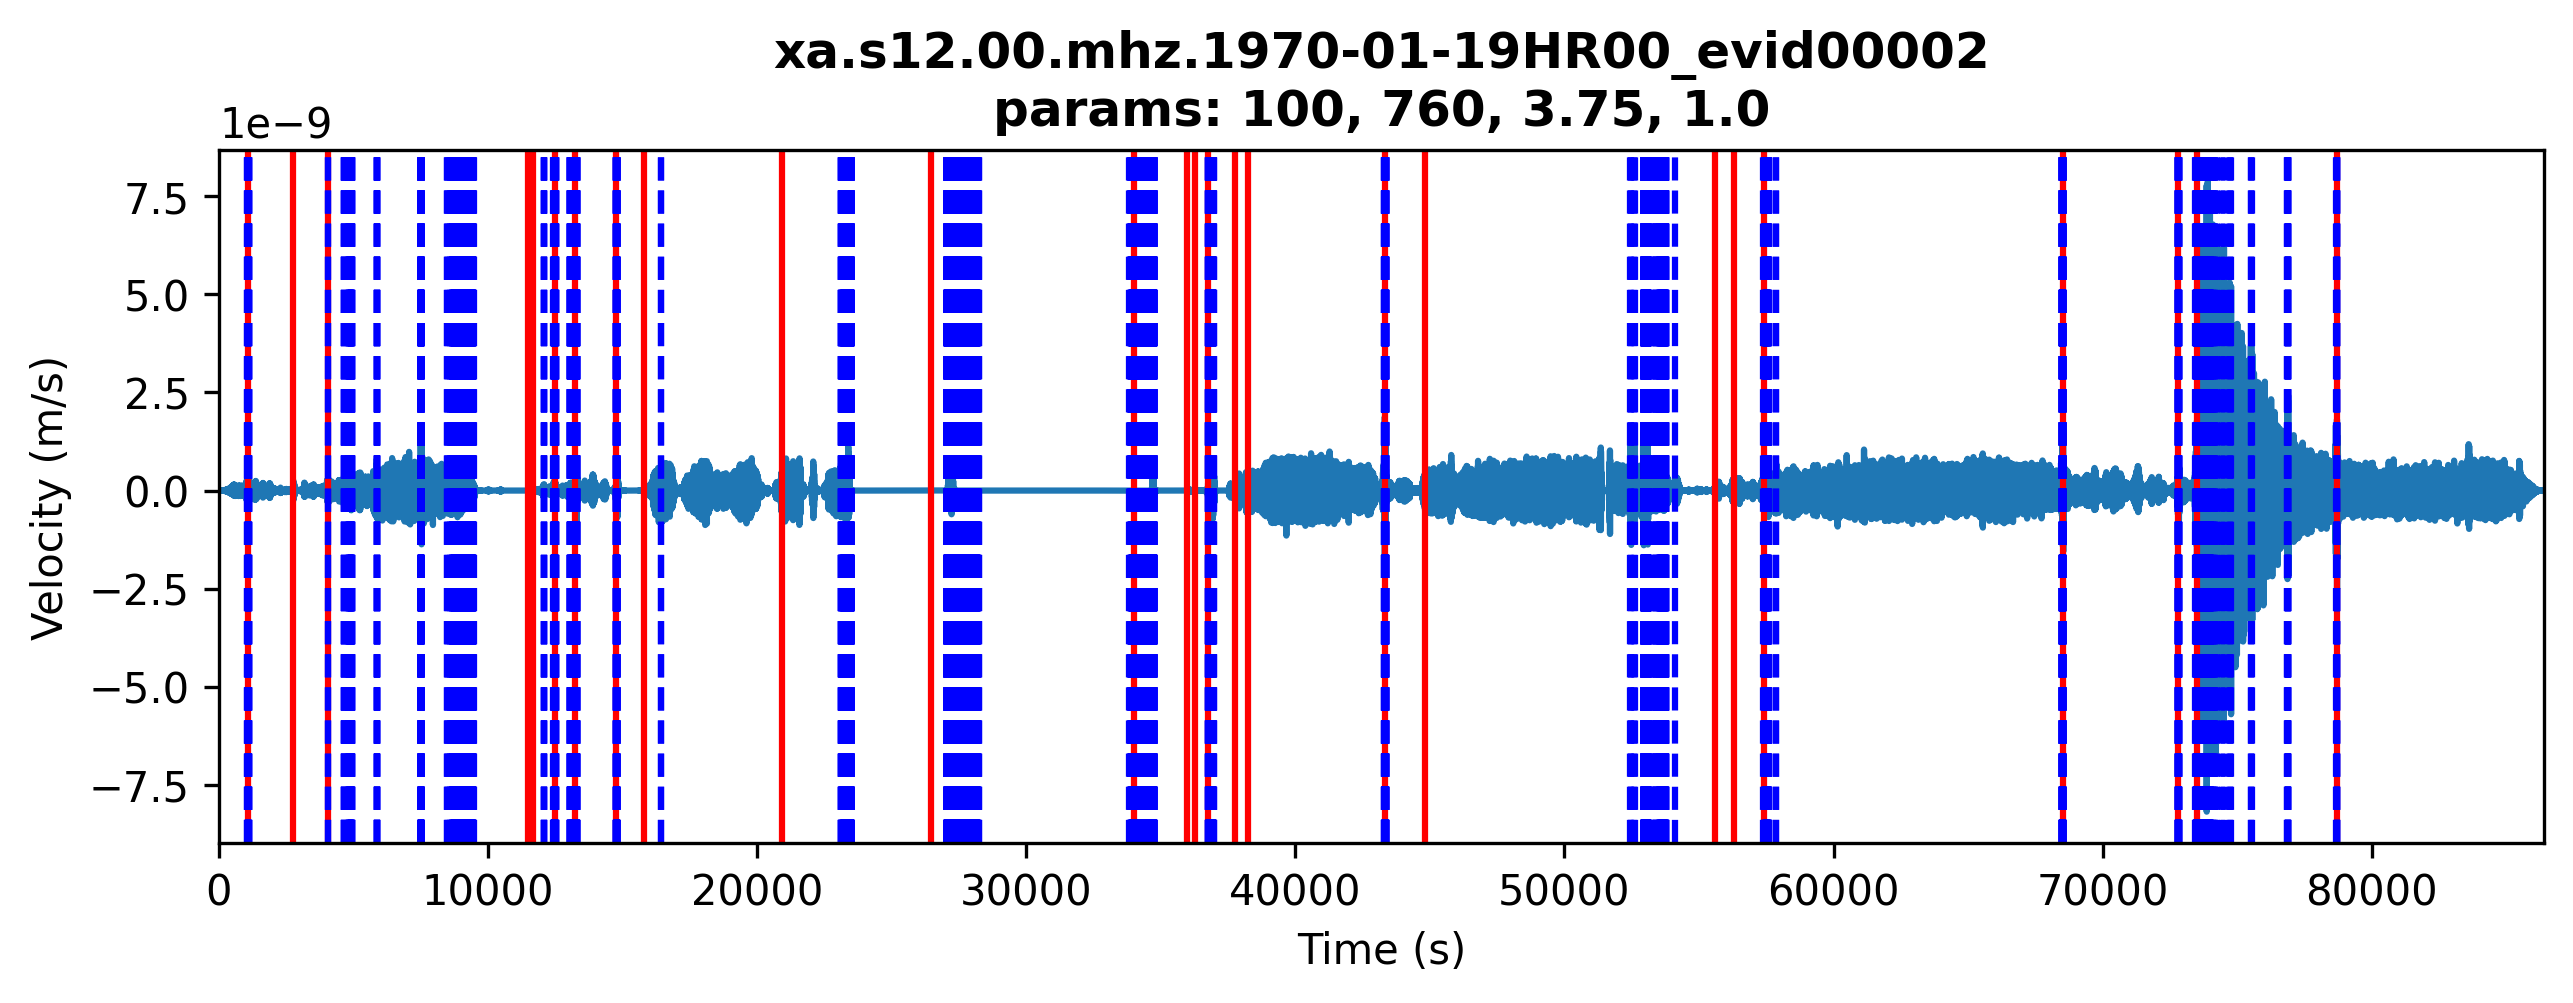 xa.s12.00.mhz.1970-01-19HR00_evid00002
params: 100, 760, 3.75, 1.0
1e−9
7.5
5.0
2.5
0.0
−2.5
−5.0
−7.5
Velocity (m/s)
0 10000 20000 30000 40000 50000 60000 70000 80000
Time (s)